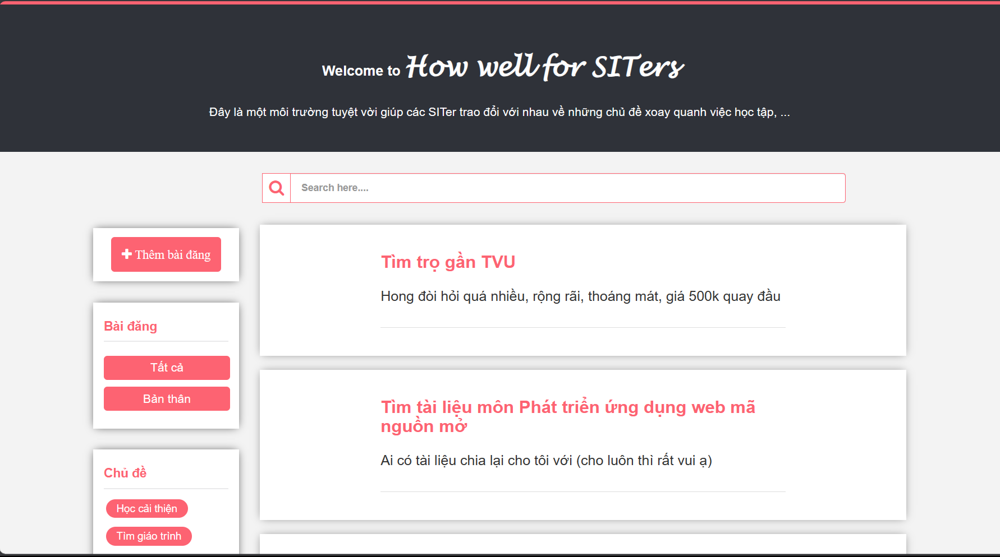 Welcome to How well for SITers
Đây là một môi trường tuyệt vời giúp các SITer trao đổi với nhau về những chủ đề xoay quanh việc học tập, ...
Search here....
Thêm bài đăng
Bài đăng
Tất cả
Bản thân
Chủ đề
Học cải thiện
Tìm giáo trình
Tìm trọ gần TVU
Hong đòi hỏi quá nhiều, rộng rãi, thoáng mát, giá 500k quay đầu
Tìm tài liệu môn Phát triển ứng dụng web mã
nguồn mở
Ai có tài liệu chia lại cho tôi với (cho luôn thì rất vui ạ)